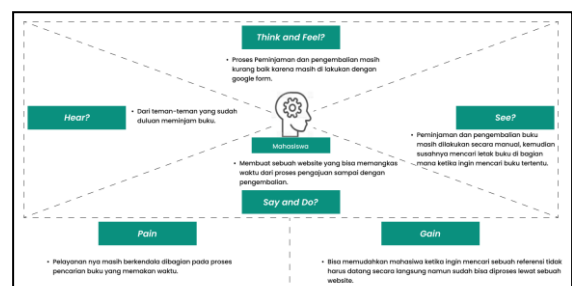 Think and Feel?
• Proses Peminjaman dan pengembalian masih
kurang baik karena masih di lakukan dengan
google form.
Hear?
• Dari teman-teman yang sudah
duluan meminjam buku.
See?
• Peminjaman dan pengembalian buku
masih dilakukan secara manual, kemudian
susahnya mencari letak buku di bagian
mana ketika ingin mencari buku tertentu.
Mahasiswa
• Membuat sebuah website yang bisa memangkas
waktu dari proses pengajuan sampai dengan
pengembalian.
Say and Do?
Pain
• Pelayanan nya masih berkendala dibagian pada proses
pencarian buku yang memakan waktu.
Gain
• Bisa memudahkan mahasiswa ketika ingin mencari sebuah referensi tidak
harus datang secara langsung namun sudah bisa diproses lewat sebuah
website.